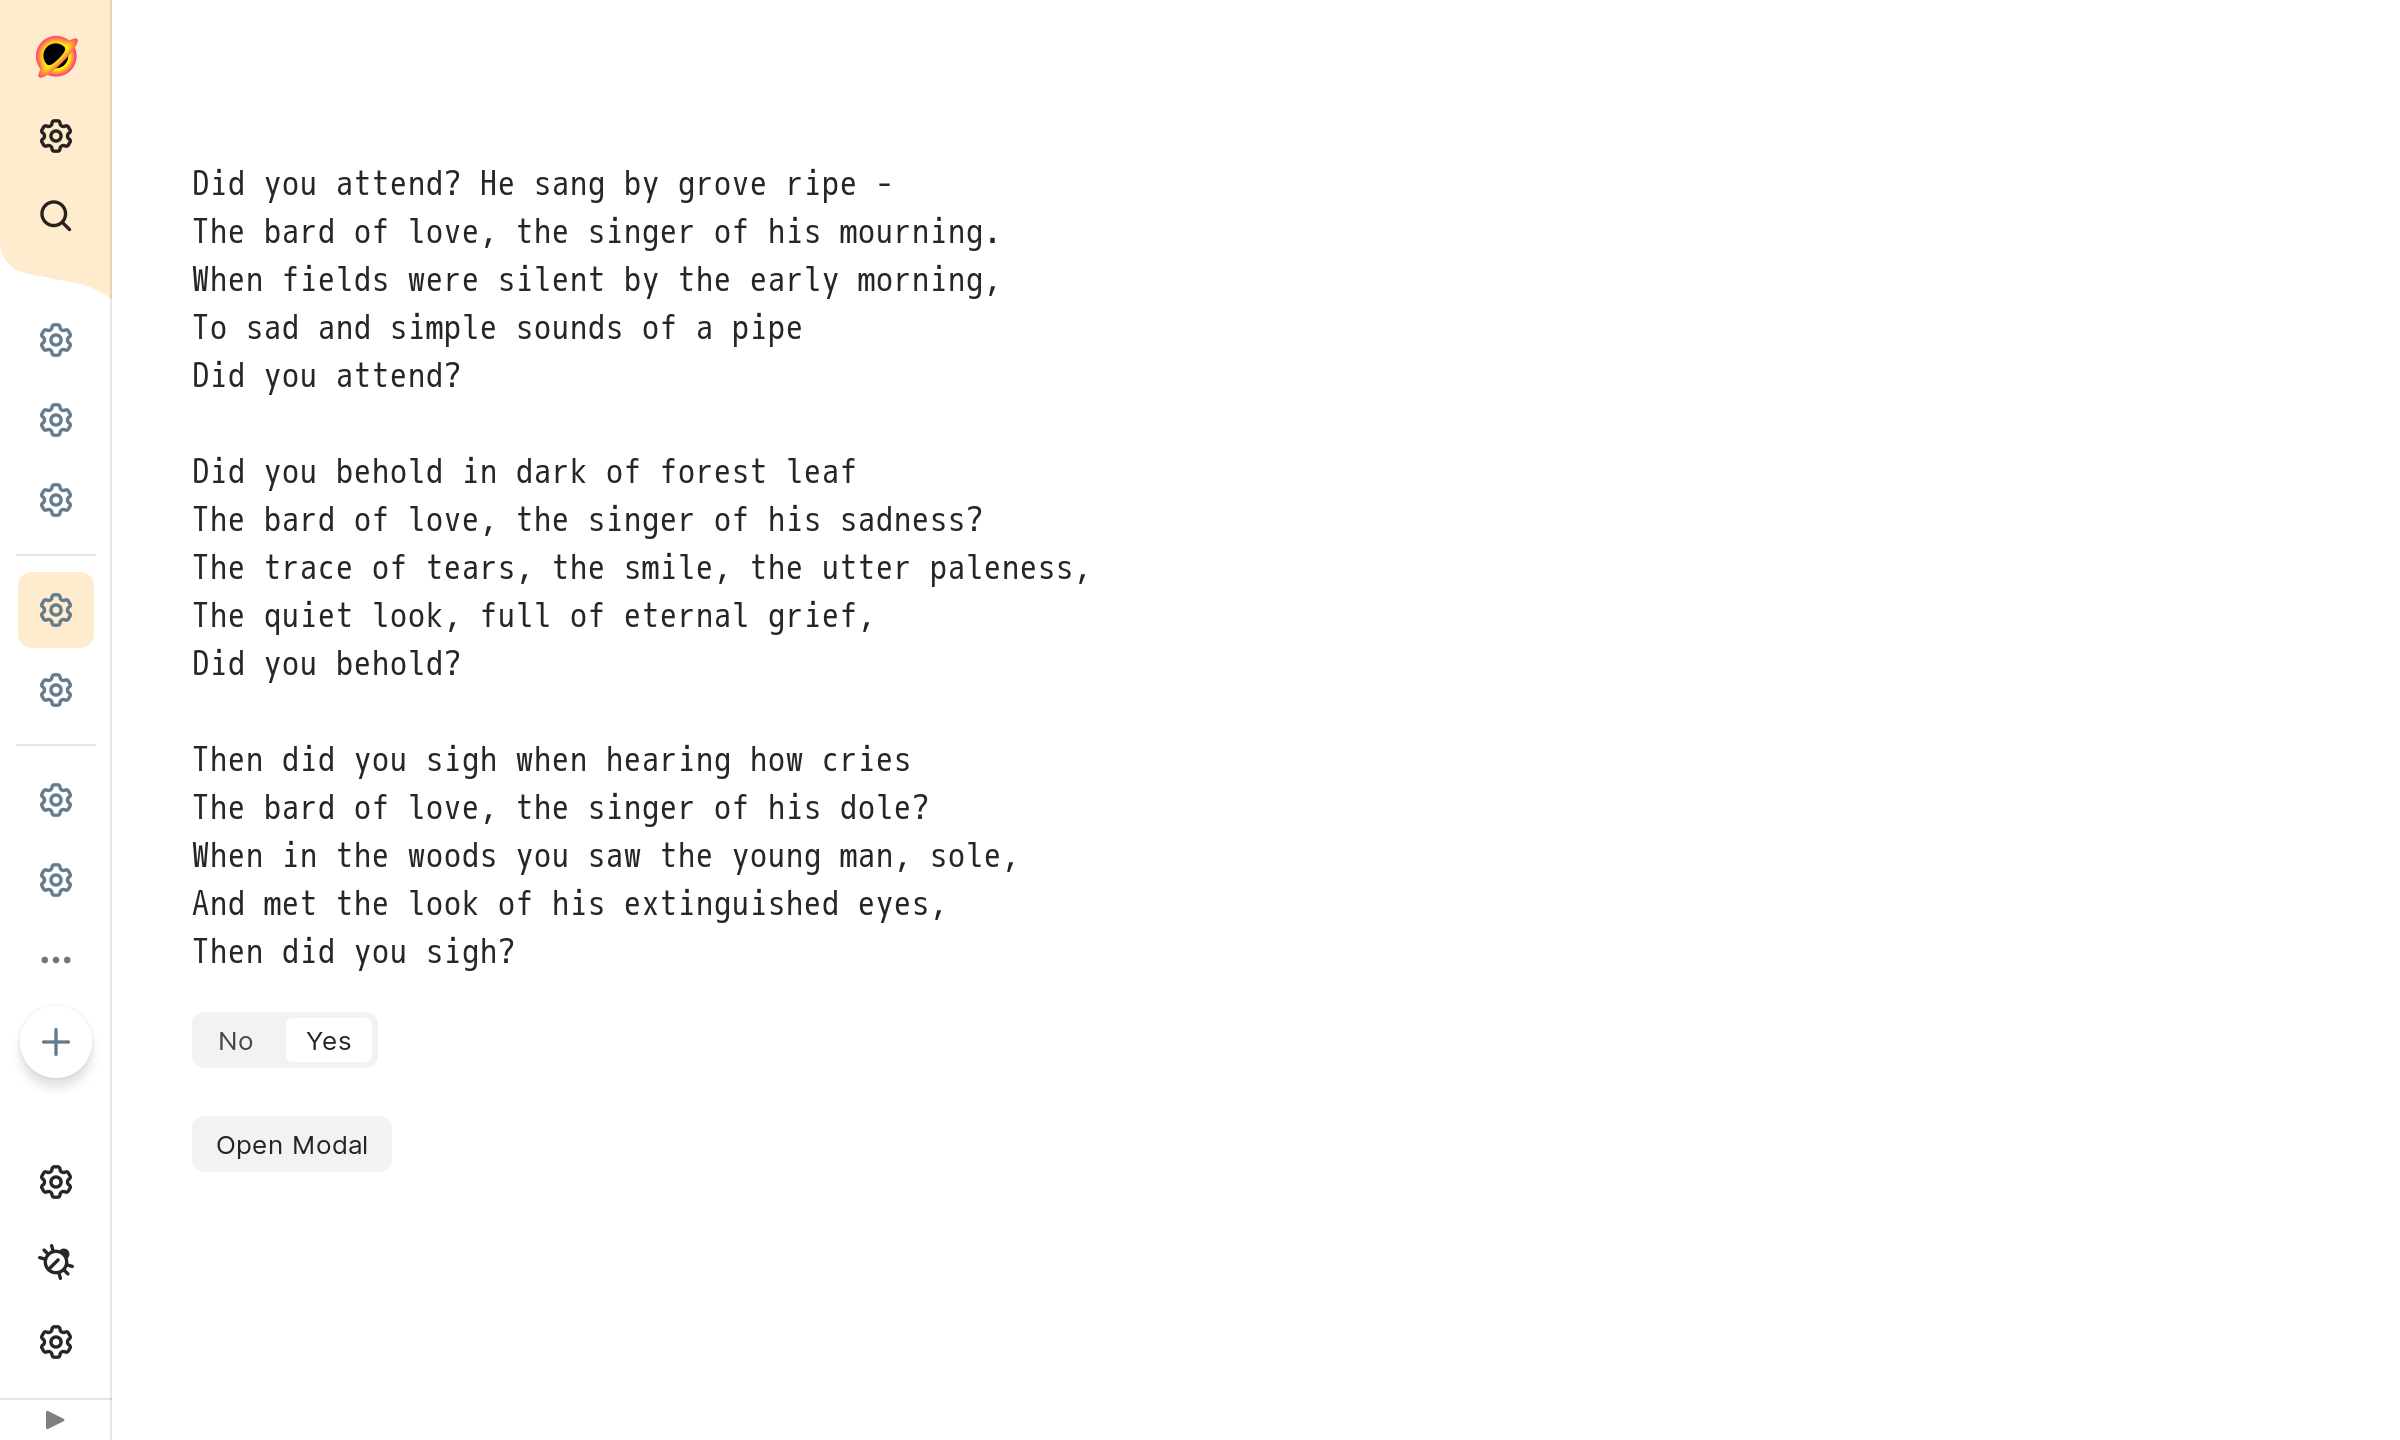 Did you attend? He sang by grove ripe -
The bard of love, the singer of his mourning.
When fields were silent by the early morning,
To sad and simple sounds of a pipe
Did you attend?

Did you behold in dark of forest leaf
The bard of love, the singer of his sadness?
The trace of tears, the smile, the utter paleness,
The quiet look, full of eternal grief,
Did you behold?

Then did you sigh when hearing how cries
The bard of love, the singer of his dole?
When in the woods you saw the young man, sole,
And met the look of his extinguished eyes,
Then did you sigh?

No Yes
Open Modal